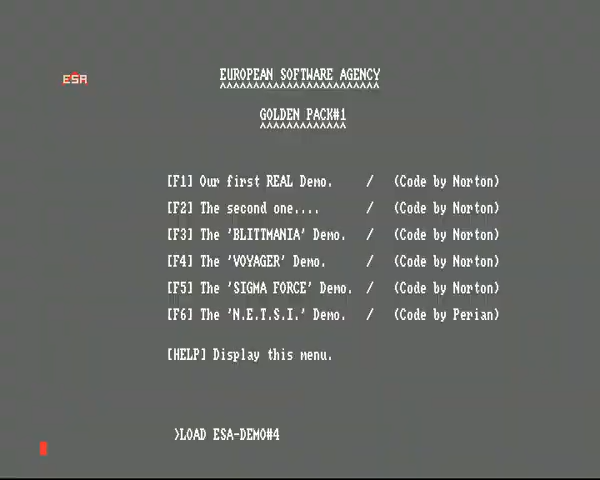 EUROPEAN SOFTWARE AGENCY
^^^^^^^^^^^^^^^^^^^^^^^^
ESA
GOLDEN PACK#1
^^^^^^^^^^^^^
[F1] Our first REAL Demo. / (Code by Norton)
[F2] The second one.... / (Code by Norton)
[F3] The 'BLITTMANIA' Demo. / (Code by Norton)
[F4] The 'VOYAGER' Demo. / (Code by Norton)
[F5] The 'SIGMA FORCE' Demo. / (Code by Norton)
[F6] The 'N.E.T.S.I.' Demo. / (Code by Perian)
[HELP] Display this menu.
>LOAD ESA-DEMO#4